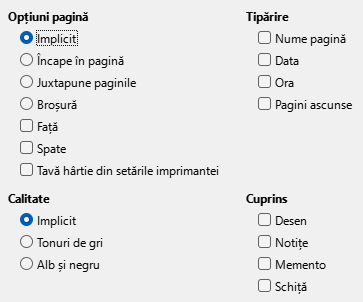 Opțiuni pagină
Implicit
Încape în pagină
Juxtapune paginile
Broșură
Față
Spate
Tavă hârtie din setările imprimantei
Tipărire
Nume pagină
Data
Ora
Pagini ascunse
Calitate
Implicit
Tonuri de gri
Alb și negru
Cuprins
Desen
Notițe
Memento
Schiță